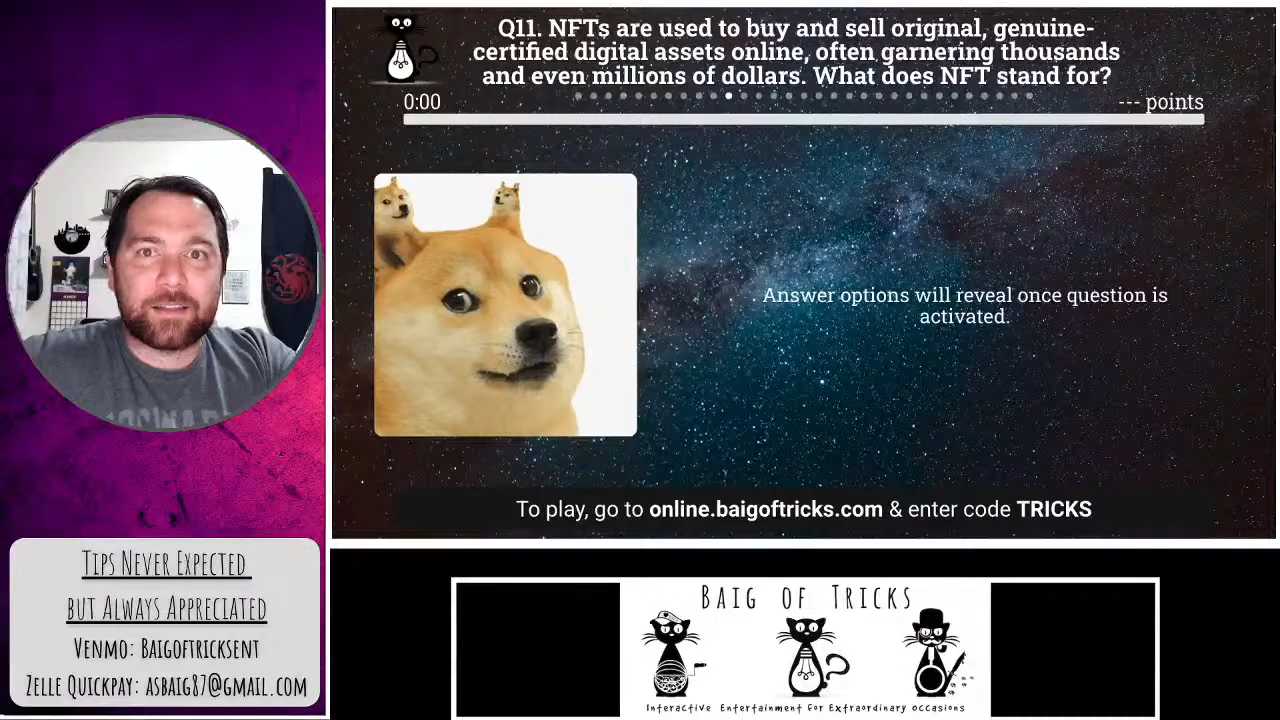 Q11. NFTs are used to buy and sell original, genuine-
certified digital assets online, often garnering thousands
and even millions of dollars. What does NFT stand for?
0:00
--- points
Answer options will reveal once question is
activated.
To play, go to online.baigoftricks.com & enter code TRICKS
Tips Never Expected
but Always Appreciated
Venmo: Baigoftricksent
Zelle Quickpay: asbaig87@gmail.com
Baig of Tricks
Interactive Entertainment for Extraordinary Occasions